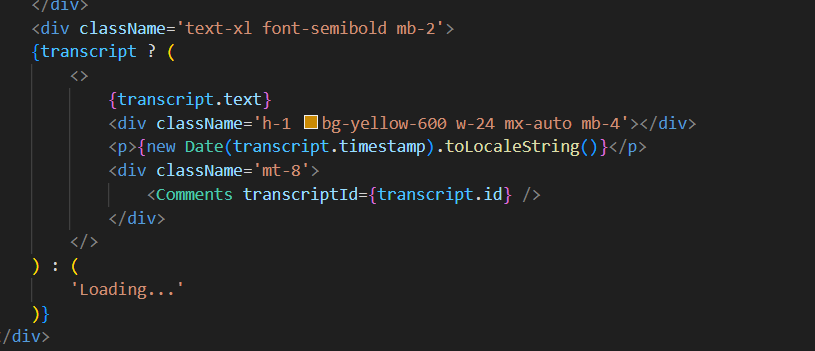 </div>
<div className='text-xl font-semibold mb-2'>
{transcript ? (
<>
{transcript.text}
<div className='h-1 bg-yellow-600 w-24 mx-auto mb-4'></div>
<p>{new Date(transcript.timestamp).toLocaleString()}</p>
<div className='mt-8'>
<Comments transcriptId={transcript.id} />
</div>
</>
) : (
'Loading...'
)}
</div>